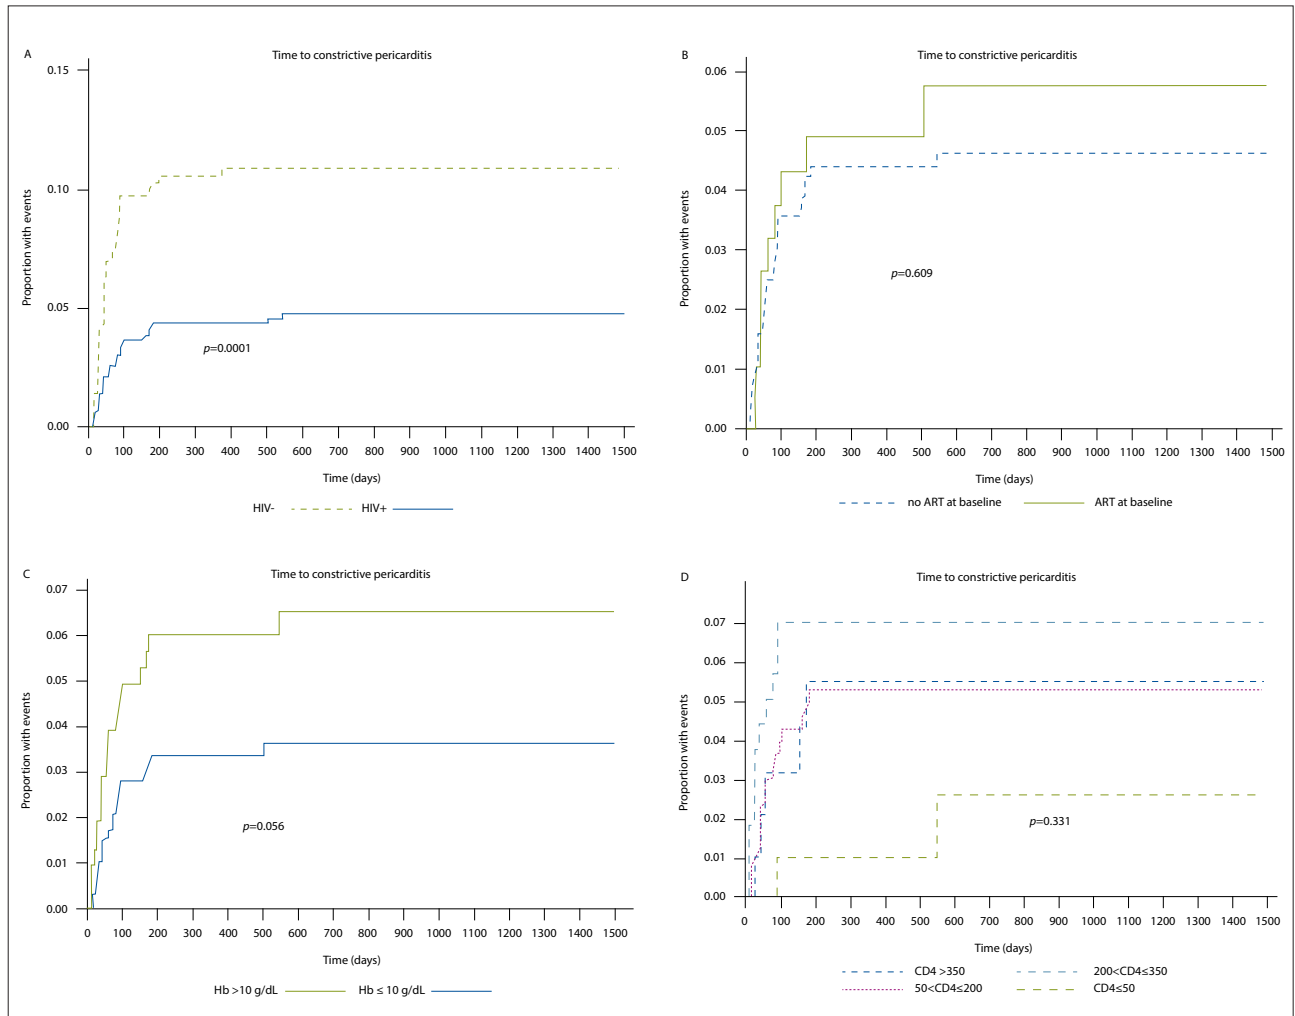 A
Time to constrictive pericarditis
0.15
0.10
0.05
0.00
Proportion with events
p=0.0001
0 100 200 300 400 500 600 700 800 900 1000 1100 1200 1300 1400 1500
Time (days)
HIV- HIV+
B
Time to constrictive pericarditis
0.06
0.05
0.04
0.03
0.02
0.01
0.00
Proportion with events
p=0.609
0 100 200 300 400 500 600 700 800 900 1000 1100 1200 1300 1400 1500
Time (days)
no ART at baseline ART at baseline
C
Time to constrictive pericarditis
0.07
0.06
0.05
0.04
0.03
0.02
0.01
0.00
Proportion with events
p=0.056
0 100 200 300 400 500 600 700 800 900 1000 1100 1200 1300 1400 1500
Time (days)
Hb >10 g/dL Hb ≤ 10 g/dL
D
Time to constrictive pericarditis
0.07
0.06
0.05
0.04
0.03
0.02
0.01
0.00
Proportion with events
p=0.331
0 100 200 300 400 500 600 700 800 900 1000 1100 1200 1300 1400 1500
Time (days)
CD4 >350 200<CD4≤350
50<CD4≤200 CD4≤50